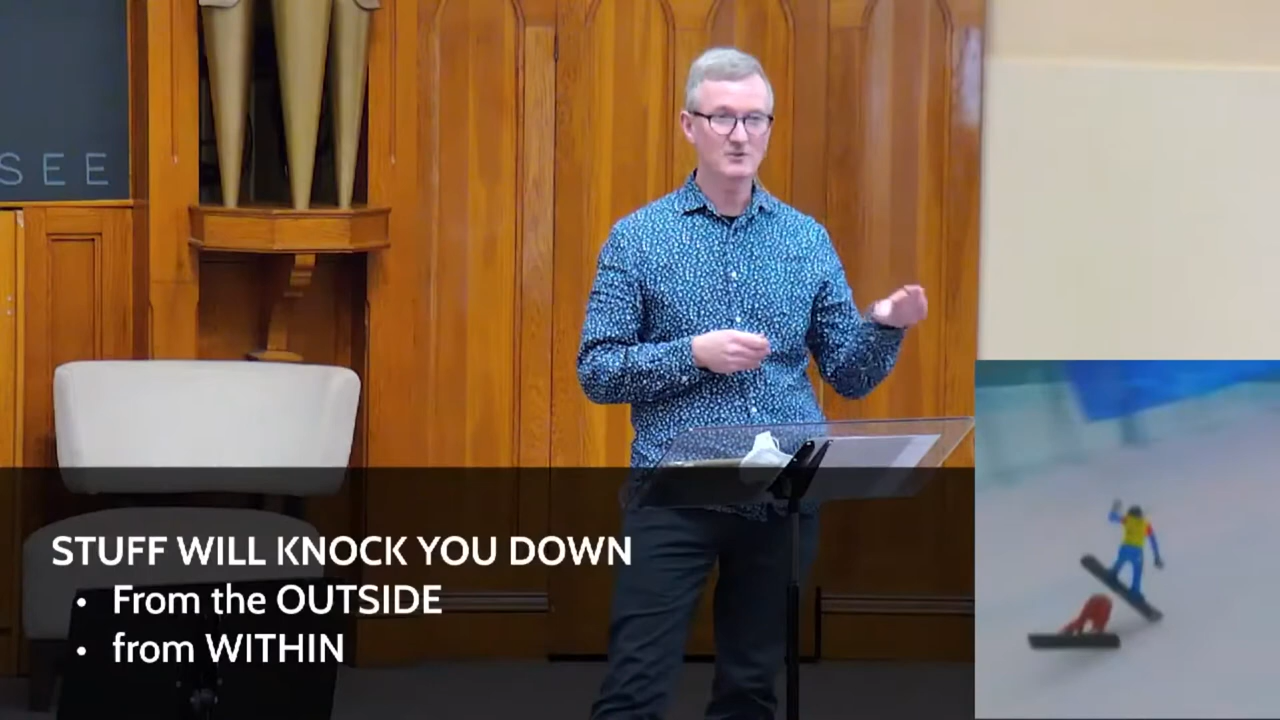 SEE
STUFF WILL KNOCK YOU DOWN
• From the OUTSIDE
• from WITHIN